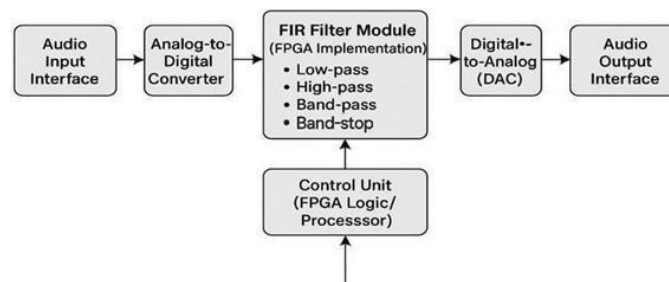 Audio
Input
Interface
Analog-to-
Digital
Converter
FIR Filter Module
(FPGA Implementation)
• Low-pass
• High-pass
• Band-pass
• Band-stop
Digital•-
to-Analog
(DAC)
Audio
Output
Interface
Control Unit
(FPGA Logic/
Processsor)